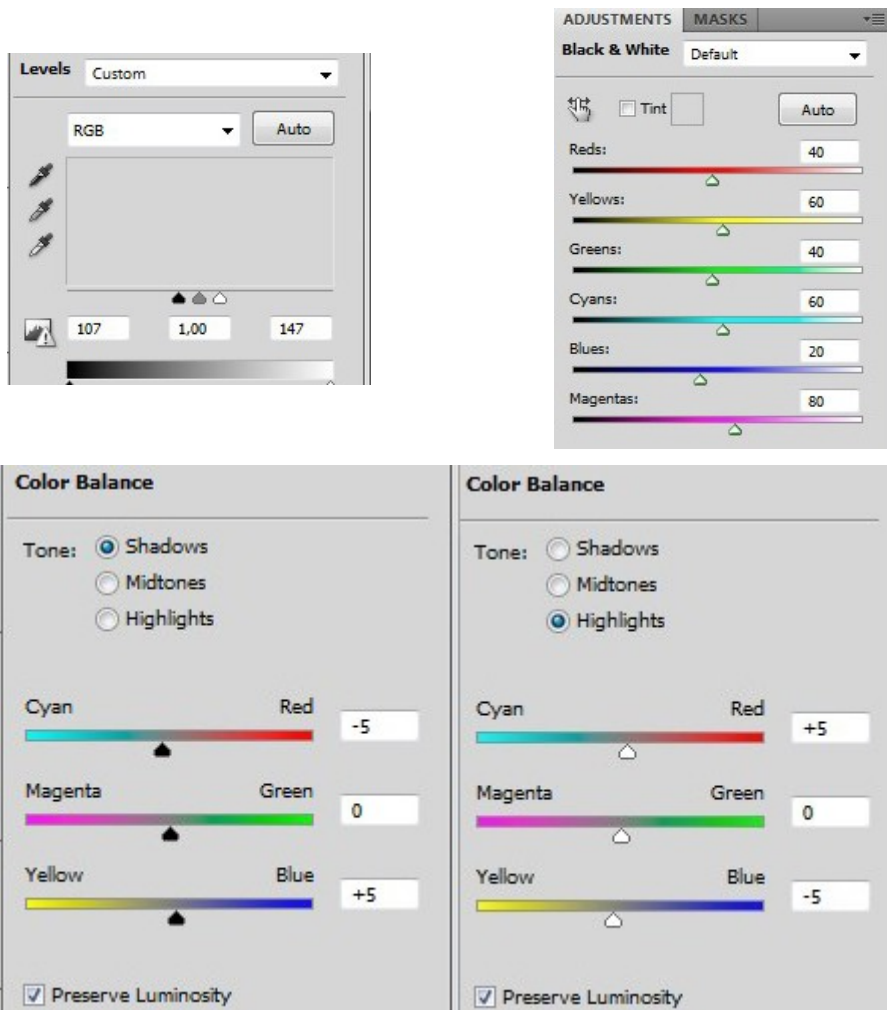 Levels Custom
RGB Auto
107 1,00 147
ADJUSTMENTS MASKS
Black & White Default
Tint Auto
Reds: 40
Yellows: 60
Greens: 40
Cyans: 60
Blues: 20
Magentas: 80
Color Balance
Tone: Shadows
Midtones
Highlights
Cyan Red -5
Magenta Green 0
Yellow Blue +5
Preserve Luminosity
Color Balance
Tone: Shadows
Midtones
Highlights
Cyan Red +5
Magenta Green 0
Yellow Blue -5
Preserve Luminosity